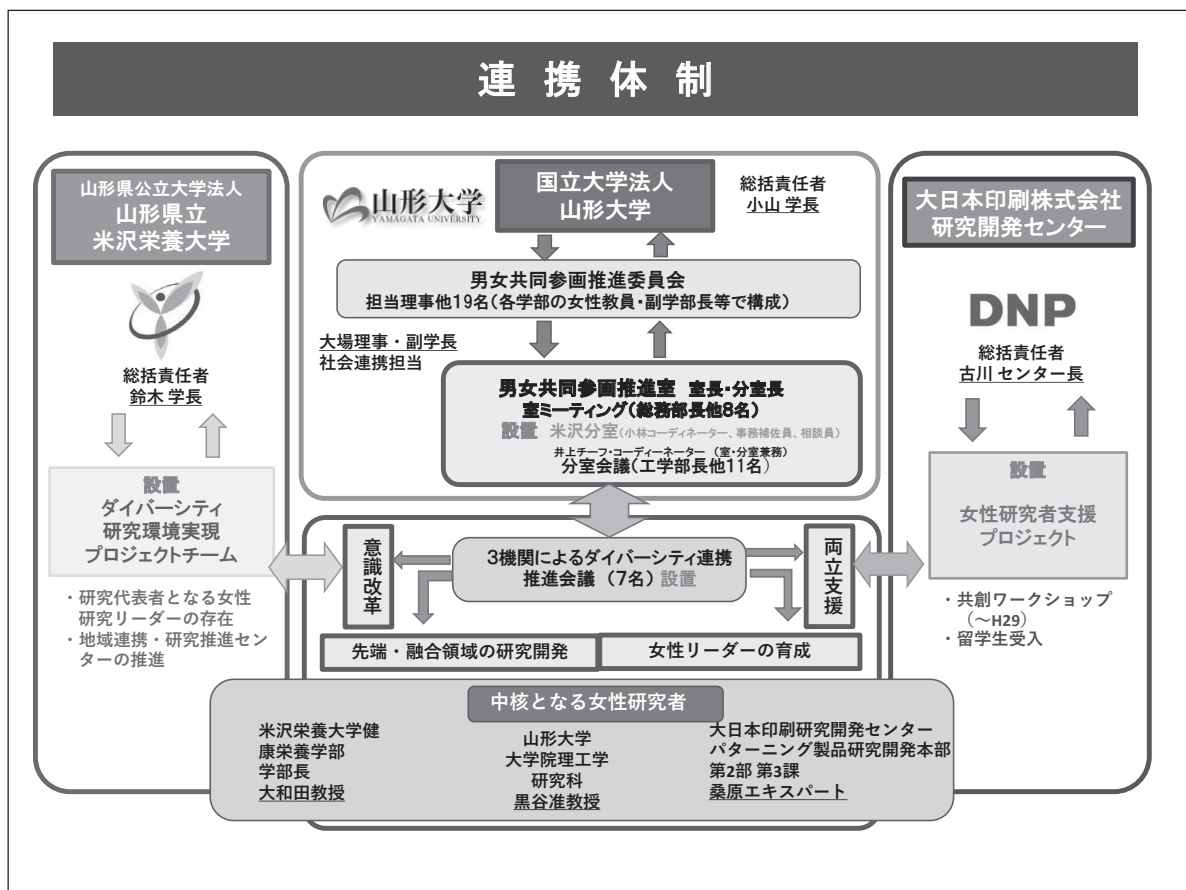 連携体制
山形県公立大学法人
山形県立
米沢栄養大学
総括責任者
鈴木 学長
設置
ダイバーシティ
研究環境実現
プロジェクトチーム
・研究代表者となる女性
研究リーダーの存在
・地域連携・研究推進セン
ターの推進
山形大学
YAMAGATA UNIVERSITY
国立大学法人
山形大学
総括責任者
小山 学長
男女共同参画推進委員会
担当理事他19名(各学部の女性教員・副学部長等で構成)
大場理事・副学長
社会連携担当
男女共同参画推進室 室長・分室長
室ミーティング(総務部長他8名)
設置 米沢分室(小林コーディネーター、事務補佐員、相談員)
井上チーフ・コーディーネーター (室・分室兼務)
分室会議(工学部長他11名)
意識改革
3機関によるダイバーシティ連携
推進会議 (7名) 設置
両立支援
先端・融合領域の研究開発
女性リーダーの育成
大日本印刷株式会社
研究開発センター
DNP
総括責任者
古川 センター長
設置
女性研究者支援
プロジェクト
・共創ワークショップ
(~H29)
・留学生受入
中核となる女性研究者
米沢栄養大学健
康栄養学部
学部長
大和田教授
山形大学
大学院理工学
研究科
黒谷准教授
大日本印刷研究開発センター
パターニング製品研究開発本部
第2部 第3課
桑原エキスパート